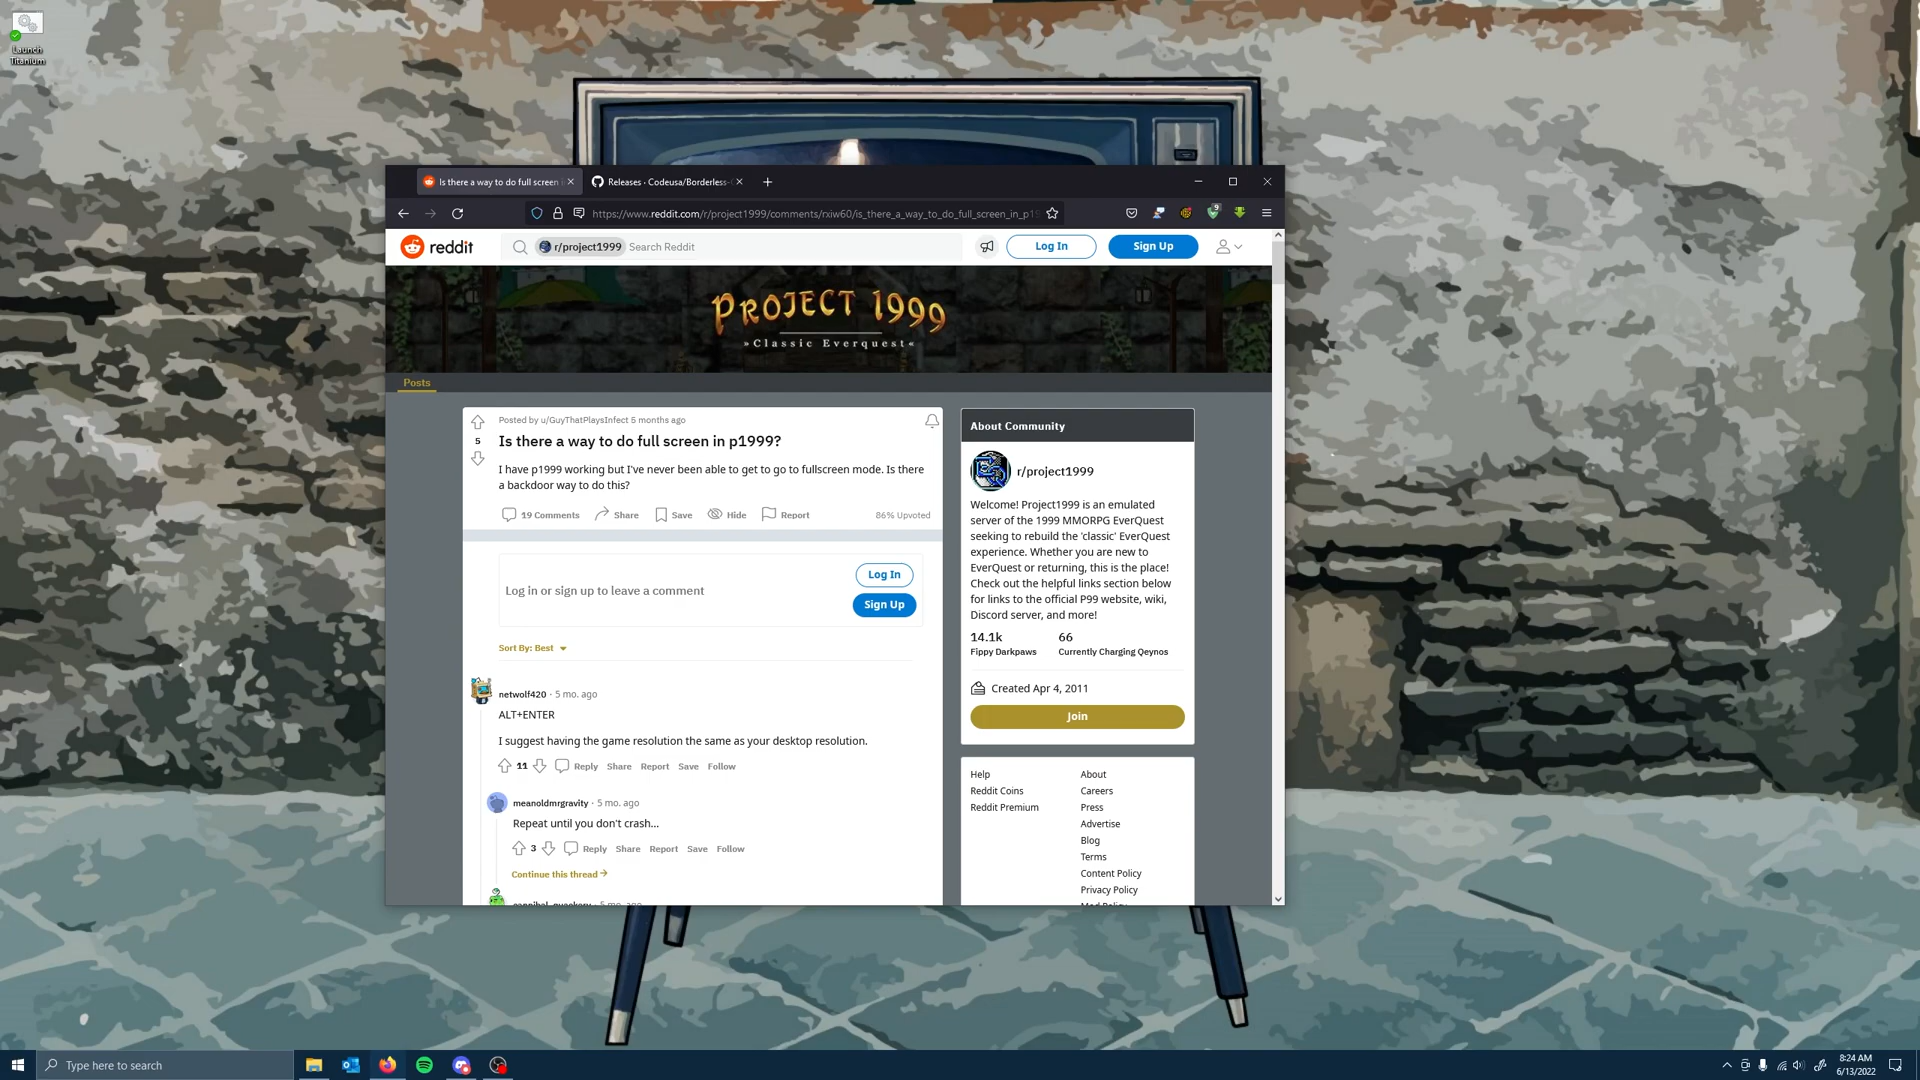 Launch
Titanium
Is there a way to do full screen
Releases · Codeusa/Borderless-
https://www.reddit.com/r/project1999/comments/rxiw60/is_there_a_way_to_do_full_screen_in_p1
9
reddit
r/project1999 Search Reddit
Log In
Sign Up
PROJECT 1999
»Classic Everquest«
Posts
Posted by u/GuyThatPlaysInfect 5 months ago
5
Is there a way to do full screen in p1999?
I have p1999 working but I've never been able to get to go to fullscreen mode. Is there
a backdoor way to do this?
19 Comments Share Save Hide Report 86% Upvoted
Log in or sign up to leave a comment
Log In
Sign Up
Sort By: Best
netwolf420 · 5 mo. ago
ALT+ENTER
I suggest having the game resolution the same as your desktop resolution.
11 Reply Share Report Save Follow
meanoldmrgravity · 5 mo. ago
Repeat until you don't crash...
3 Reply Share Report Save Follow
Continue this thread
5 mo. ago
About Community
r/project1999
Welcome! Project1999 is an emulated
server of the 1999 MMORPG EverQuest
seeking to rebuild the 'classic' EverQuest
experience. Whether you are new to
EverQuest or returning, this is the place!
Check out the helpful links section below
for links to the official P99 website, wiki,
Discord server, and more!
14.1k 66
Fippy Darkpaws Currently Charging Qeynos
Created Apr 4, 2011
Join
Help About
Reddit Coins Careers
Reddit Premium Press
Advertise
Blog
Terms
Content Policy
Privacy Policy
Mod Policy
Type here to search
8:24 AM
6/13/2022